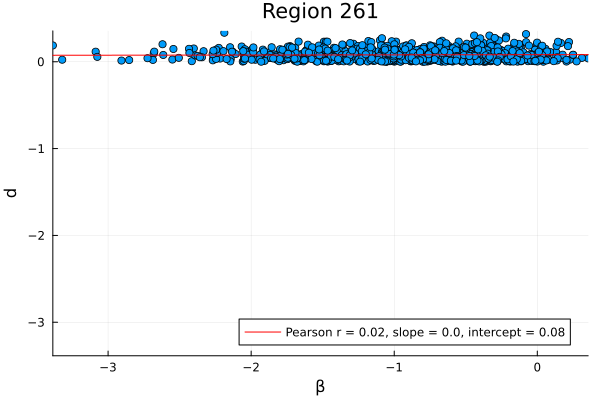 Region 261
0
−1
−2
−3
d
Pearson r = 0.02, slope = 0.0, intercept = 0.08
−3
−2
−1
0
β